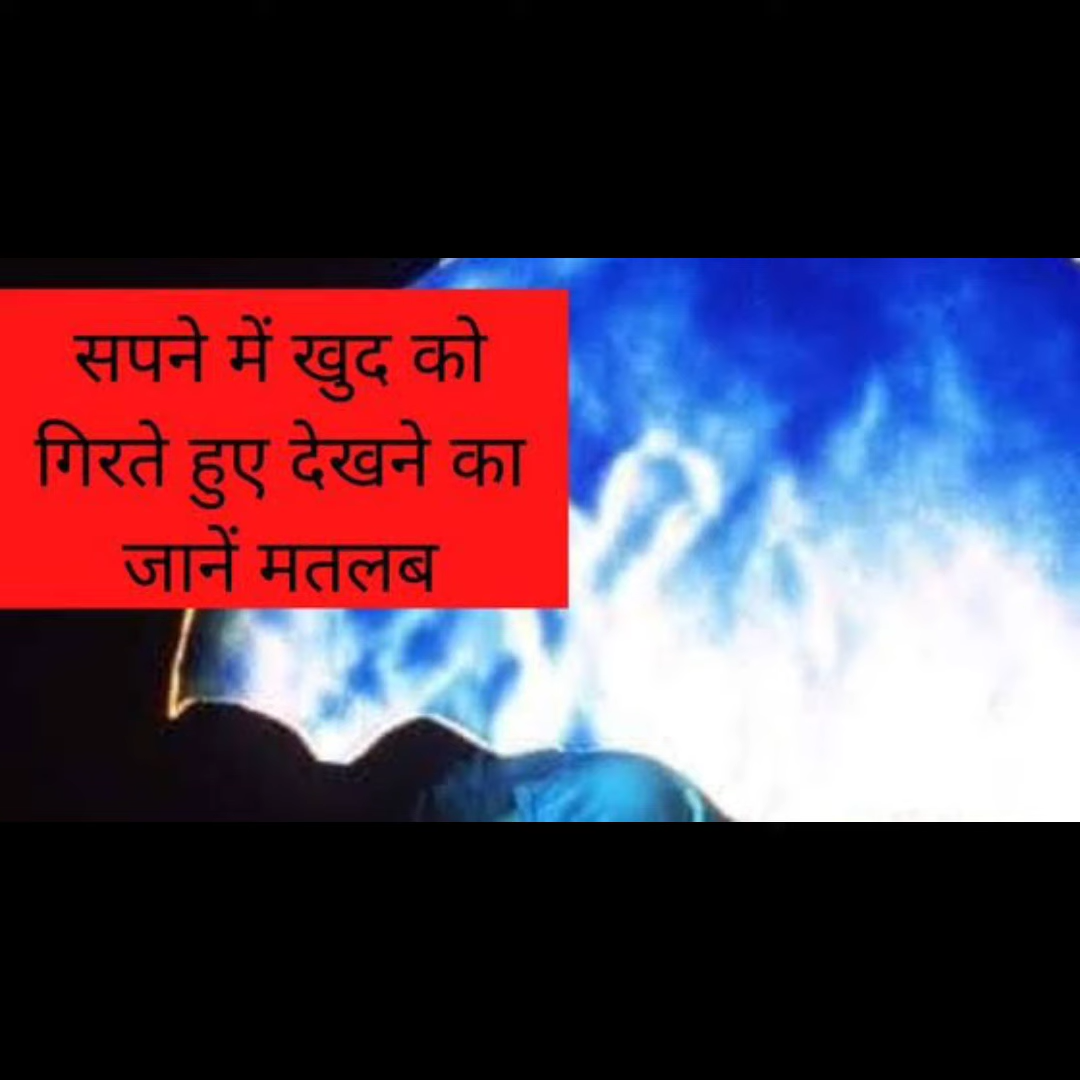 सपने में खुद को
गिरते हुए देखने का
जानें मतलब